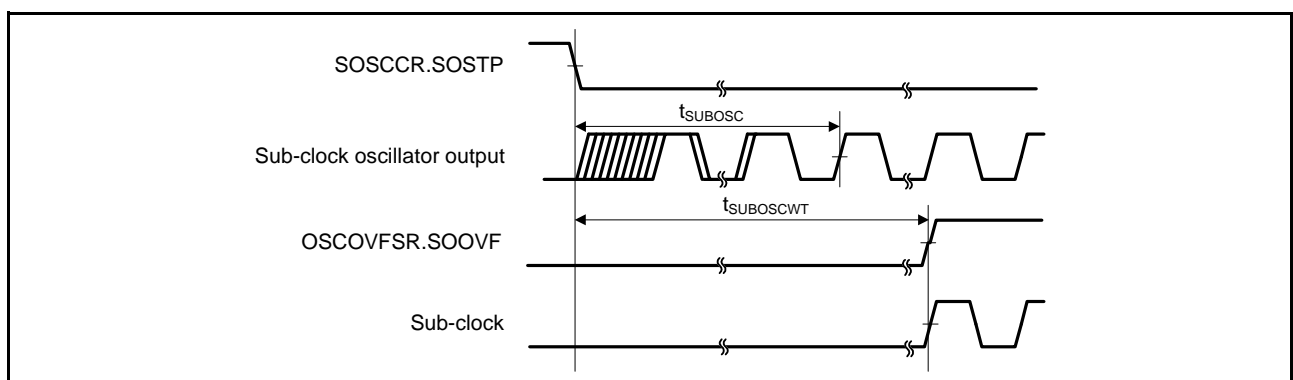 SOSCCR.SOSTP
tSUBOSC
Sub-clock oscillator output
tSUBOSCWT
OSCOVFSR.SOOVF
Sub-clock